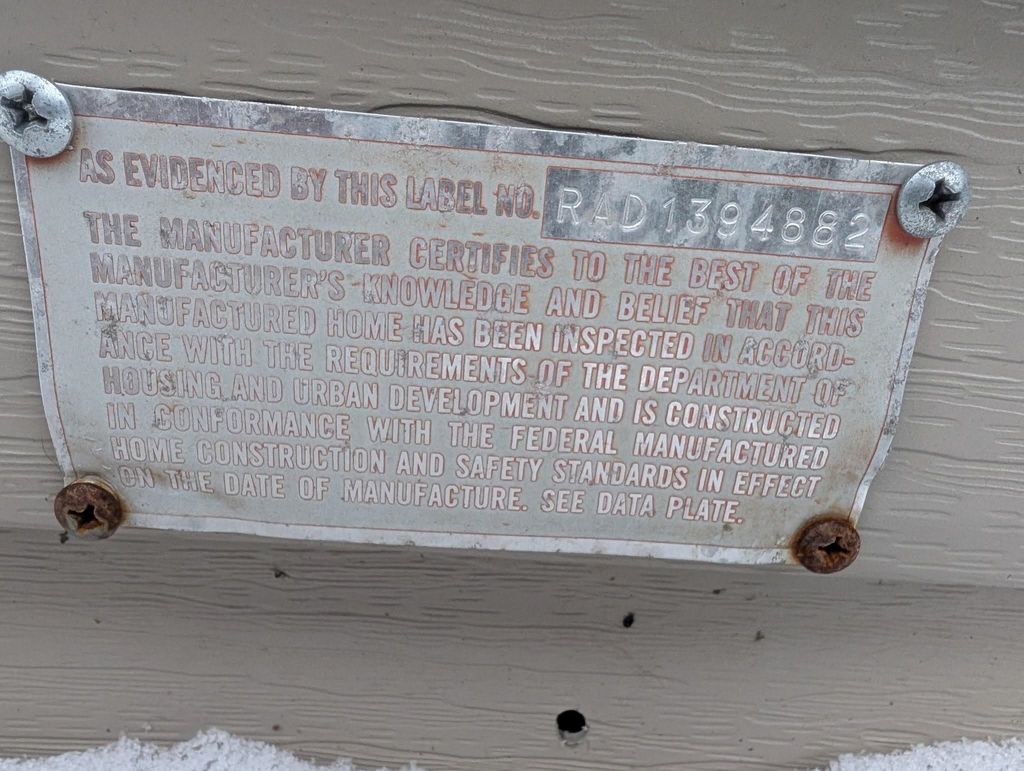 AS EVIDENCED BY THIS LABEL NO. RAD1394882
THE MANUFACTURER CERTIFIES TO THE BEST OF THE
MANUFACTURER'S KNOWLEDGE AND BELIEF THAT THIS
MANUFACTURED HOME HAS BEEN INSPECTED IN ACCORD-
ANCE WITH THE REQUIREMENTS OF THE DEPARTMENT OF
HOUSING AND URBAN DEVELOPMENT AND IS CONSTRUCTED
IN CONFORMANCE WITH THE FEDERAL MANUFACTURED
HOME CONSTRUCTION AND SAFETY STANDARDS IN EFFECT
ON THE DATE OF MANUFACTURE. SEE DATA PLATE.